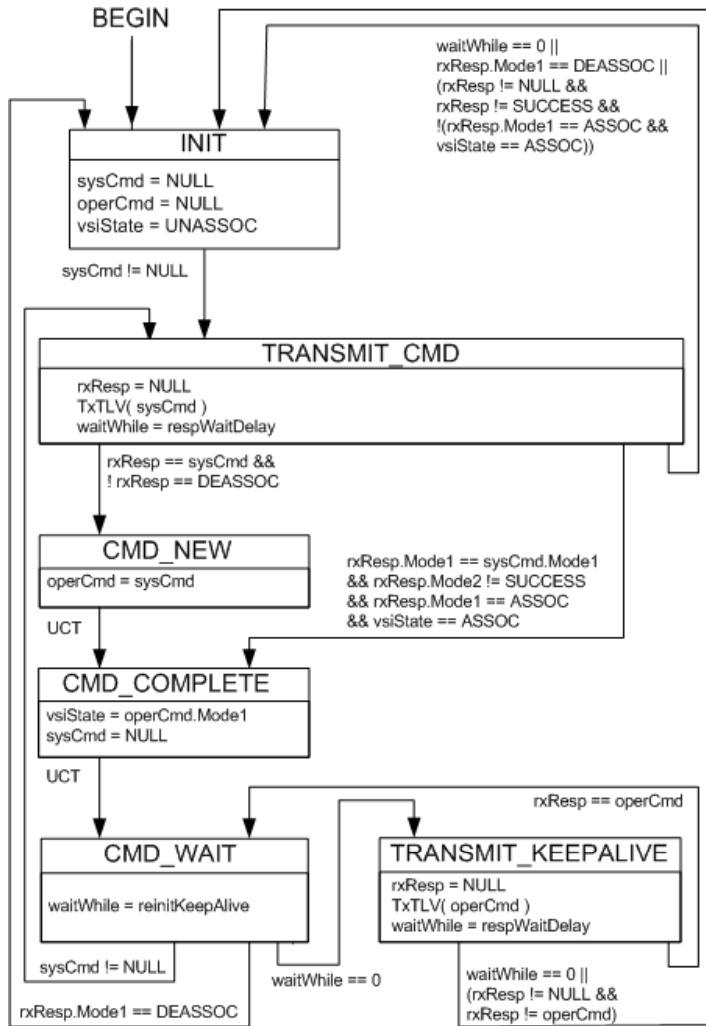 BEGIN
waitWhile == 0 ||
rxResp.Mode1 == DEASSOC ||
(rxResp != NULL &&
rxResp != SUCCESS &&
!(rxResp.Mode1 == ASSOC &&
vsiState == ASSOC))
INIT
sysCmd = NULL
operCmd = NULL
vsiState = UNASSOC
sysCmd != NULL
TRANSMIT_CMD
rxResp = NULL
TxTLV( sysCmd )
waitWhile = respWaitDelay
rxResp == sysCmd &&
! rxResp == DEASSOC
CMD_NEW
operCmd = sysCmd
rxResp.Mode1 == sysCmd.Mode1
&& rxResp.Mode2 != SUCCESS
&& rxResp.Mode1 == ASSOC
&& vsiState == ASSOC
UCT
CMD_COMPLETE
vsiState = operCmd.Mode1
sysCmd = NULL
UCT
rxResp == operCmd
CMD_WAIT
waitWhile = reinitKeepAlive
TRANSMIT_KEEPALIVE
rxResp = NULL
TxTLV( operCmd )
waitWhile = respWaitDelay
sysCmd != NULL
waitWhile == 0
rxResp.Mode1 == DEASSOC
waitWhile == 0 ||
(rxResp != NULL &&
rxResp != operCmd)